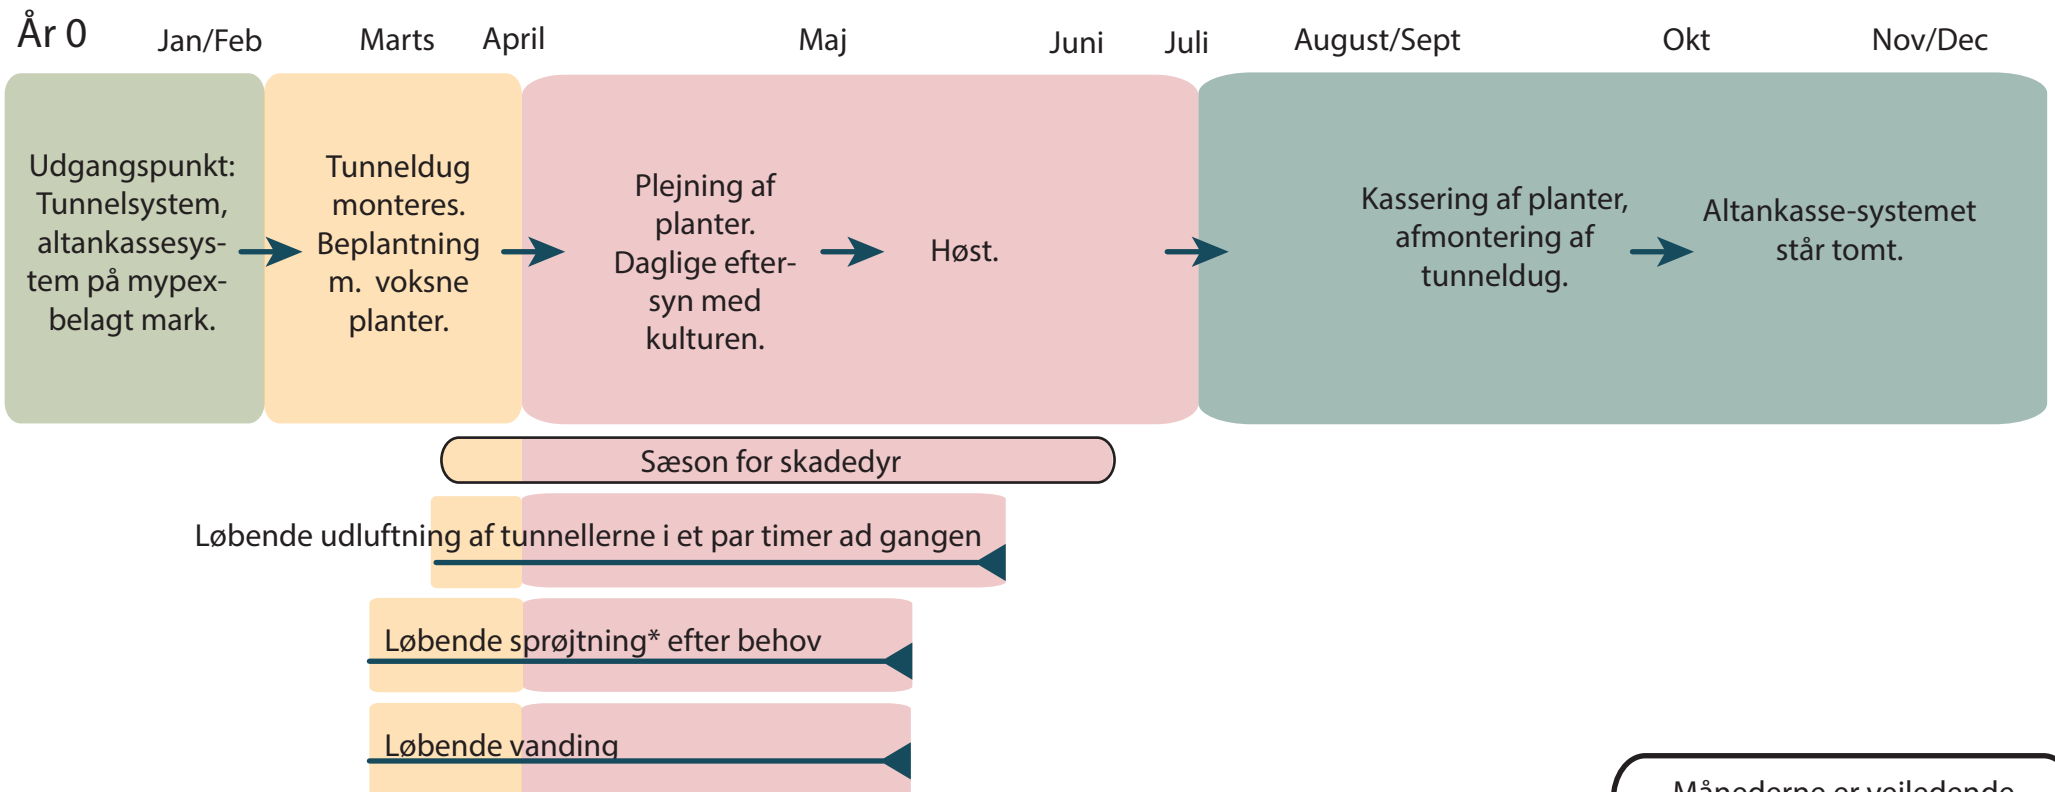 År 0 Jan/Feb Marts April Maj Juni Juli August/Sept Okt Nov/Dec
Udgangspunkt:
Tunnelsystem,
altankassesys-
tem på mypex-
belagt mark.
Tunneldug
monteres.
Beplantning
m. voksne
planter.
Plejning af
planter.
Daglige efter-
syn med
kulturen.
Høst.
Kassering af planter,
afmontering af
tunneldug.
Altankasse-systemet
står tomt.
Sæson for skadedyr
Løbende udluftning af tunnellerne i et par timer ad gangen
Løbende sprøjtning* efter behov
Løbende vanding
Månederne er vejledende